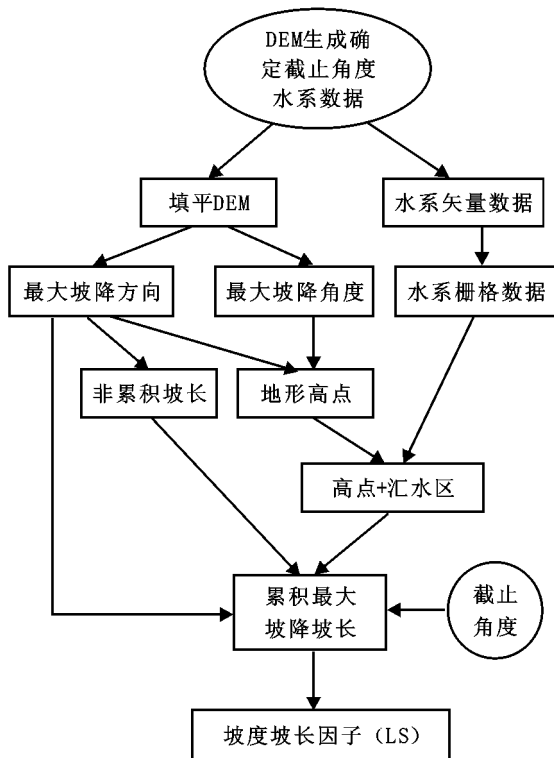 DEM生成确
定截止角度
水系数据
填平DEM
水系矢量数据
最大坡降方向
最大坡降角度
水系栅格数据
非累积坡长
地形高点
高点+汇水区
累积最大
坡降坡长
截止
角度
坡度坡长因子（LS）